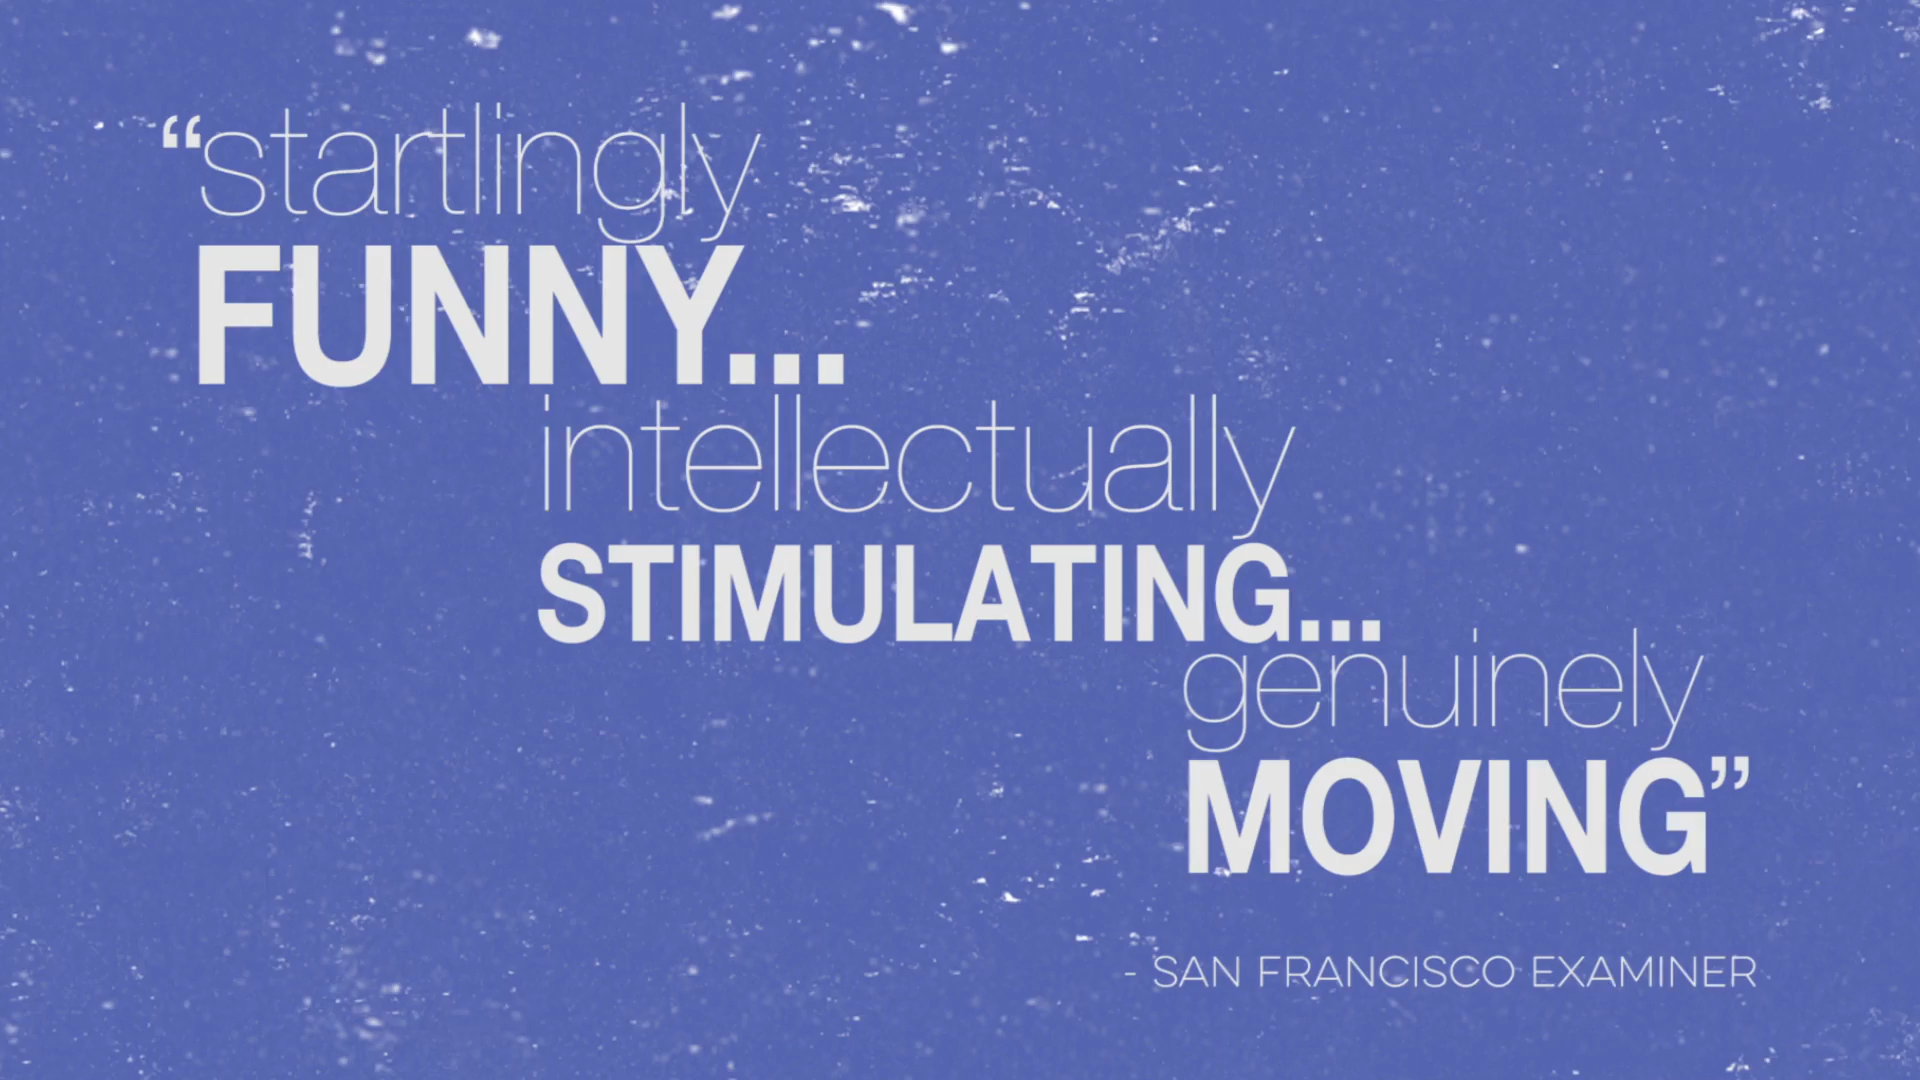 “startlingly
FUNNY...
intellectually
STIMULATING...
genuinely
MOVING”
- SAN FRANCISCO EXAMINER